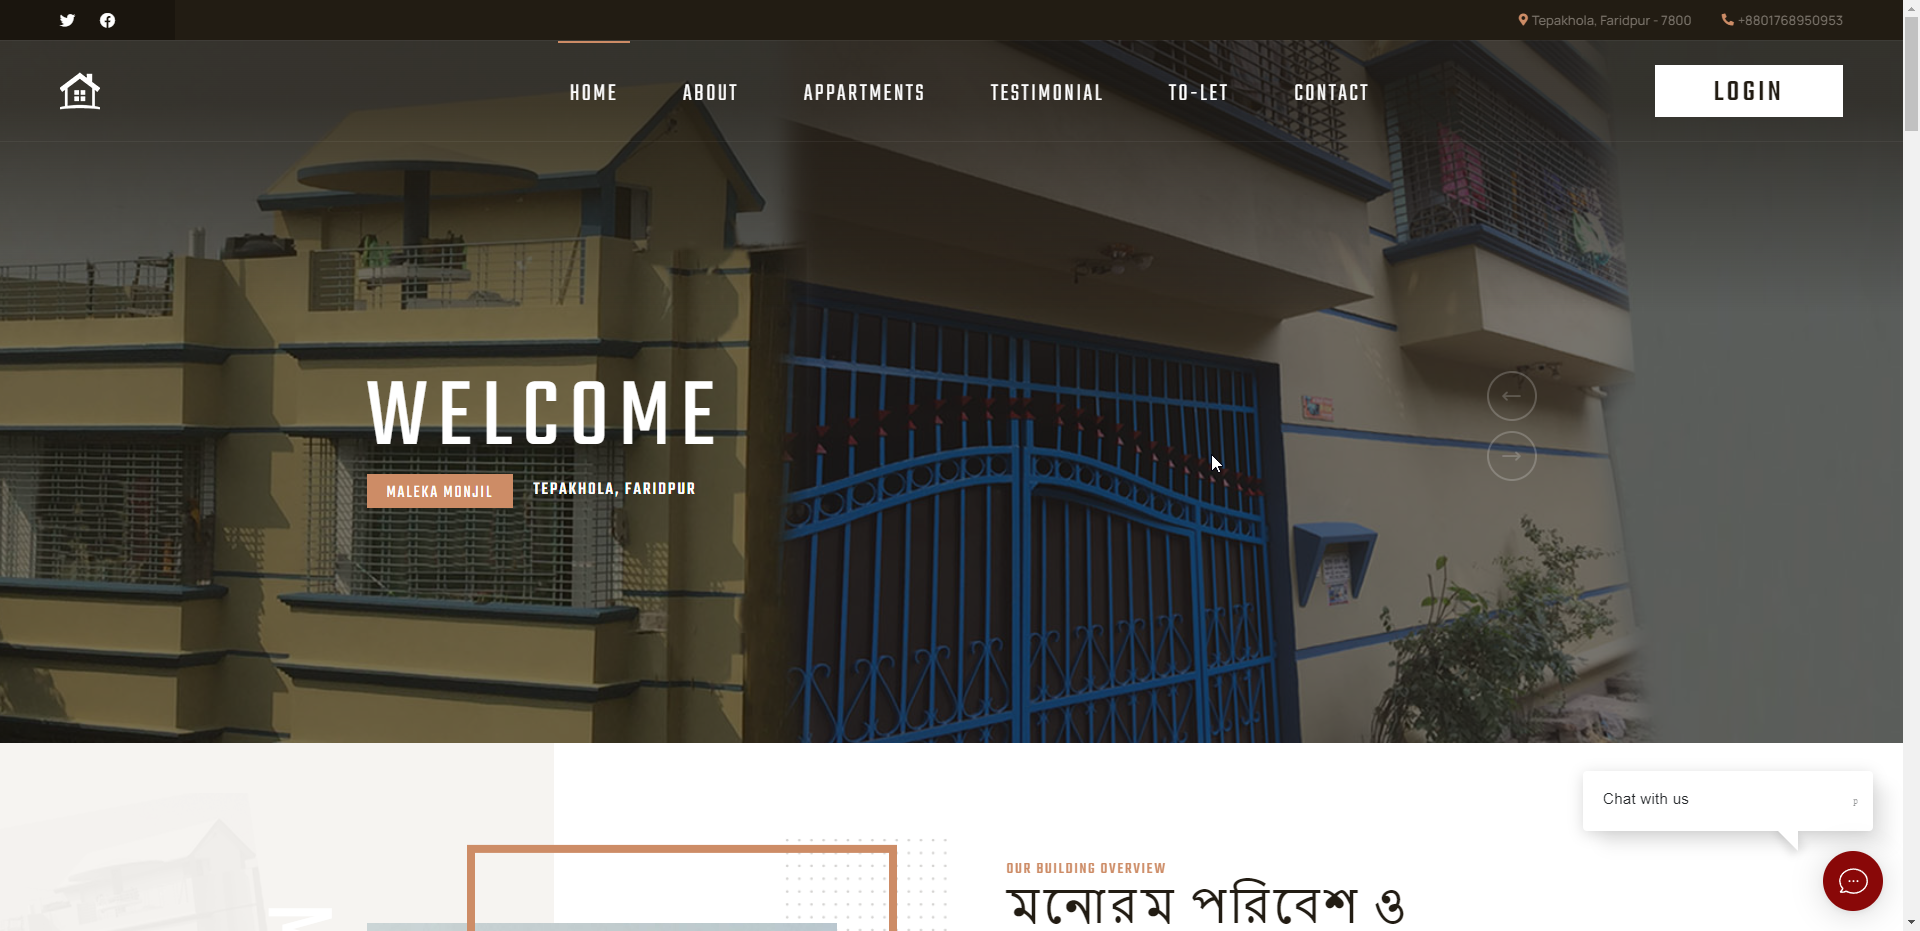 Tepakhola, Faridpur - 7800 +8801768950953
HOME ABOUT APPARTMENTS TESTIMONIAL TO-LET CONTACT LOGIN
WELCOME
MALEKA MONJIL TEPAKHOLA, FARIDPUR
Chat with us
OUR BUILDING OVERVIEW
মনোরম পরিবেশ ও